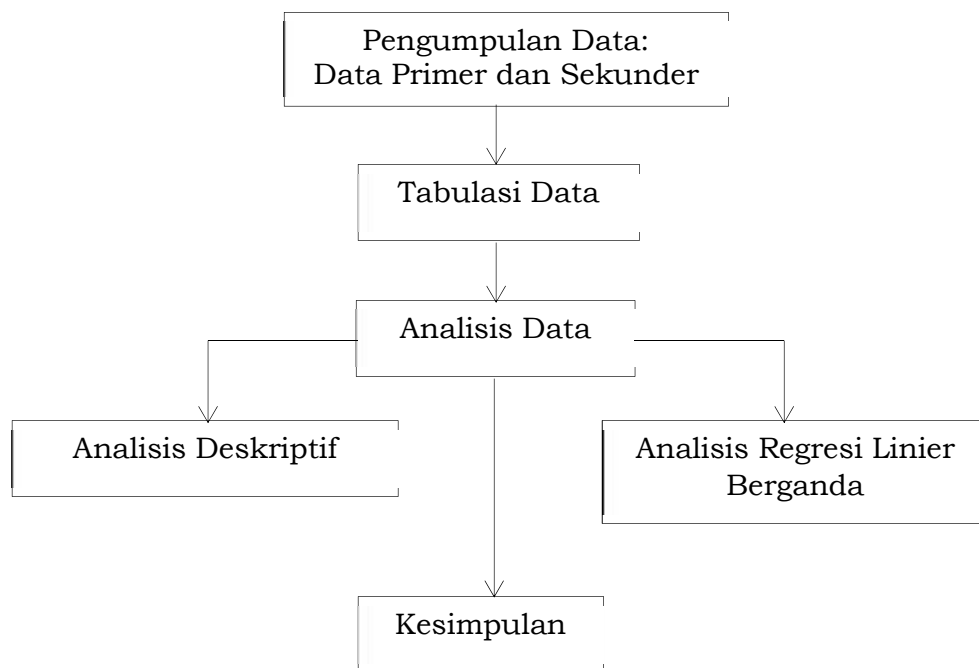 Pengumpulan Data:
Data Primer dan Sekunder
Tabulasi Data
Analisis Data
Analisis Deskriptif
Analisis Regresi Linier
Berganda
Kesimpulan